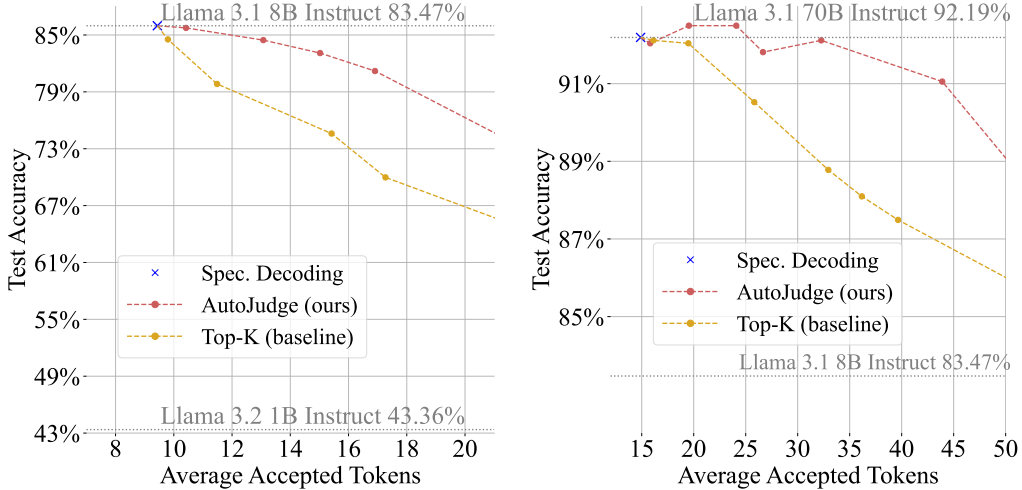 Llama 3.1 8B Instruct 83.47%
85%
79%
73%
67%
61%
55%
49%
43%
Test Accuracy
Spec. Decoding
AutoJudge (ours)
Top-K (baseline)
Llama 3.2 1B Instruct 43.36%
8 10 12 14 16 18 20
Average Accepted Tokens
Llama 3.1 70B Instruct 92.19%
91%
89%
87%
85%
Test Accuracy
Spec. Decoding
AutoJudge (ours)
Top-K (baseline)
Llama 3.1 8B Instruct 83.47%
15 20 25 30 35 40 45 50
Average Accepted Tokens